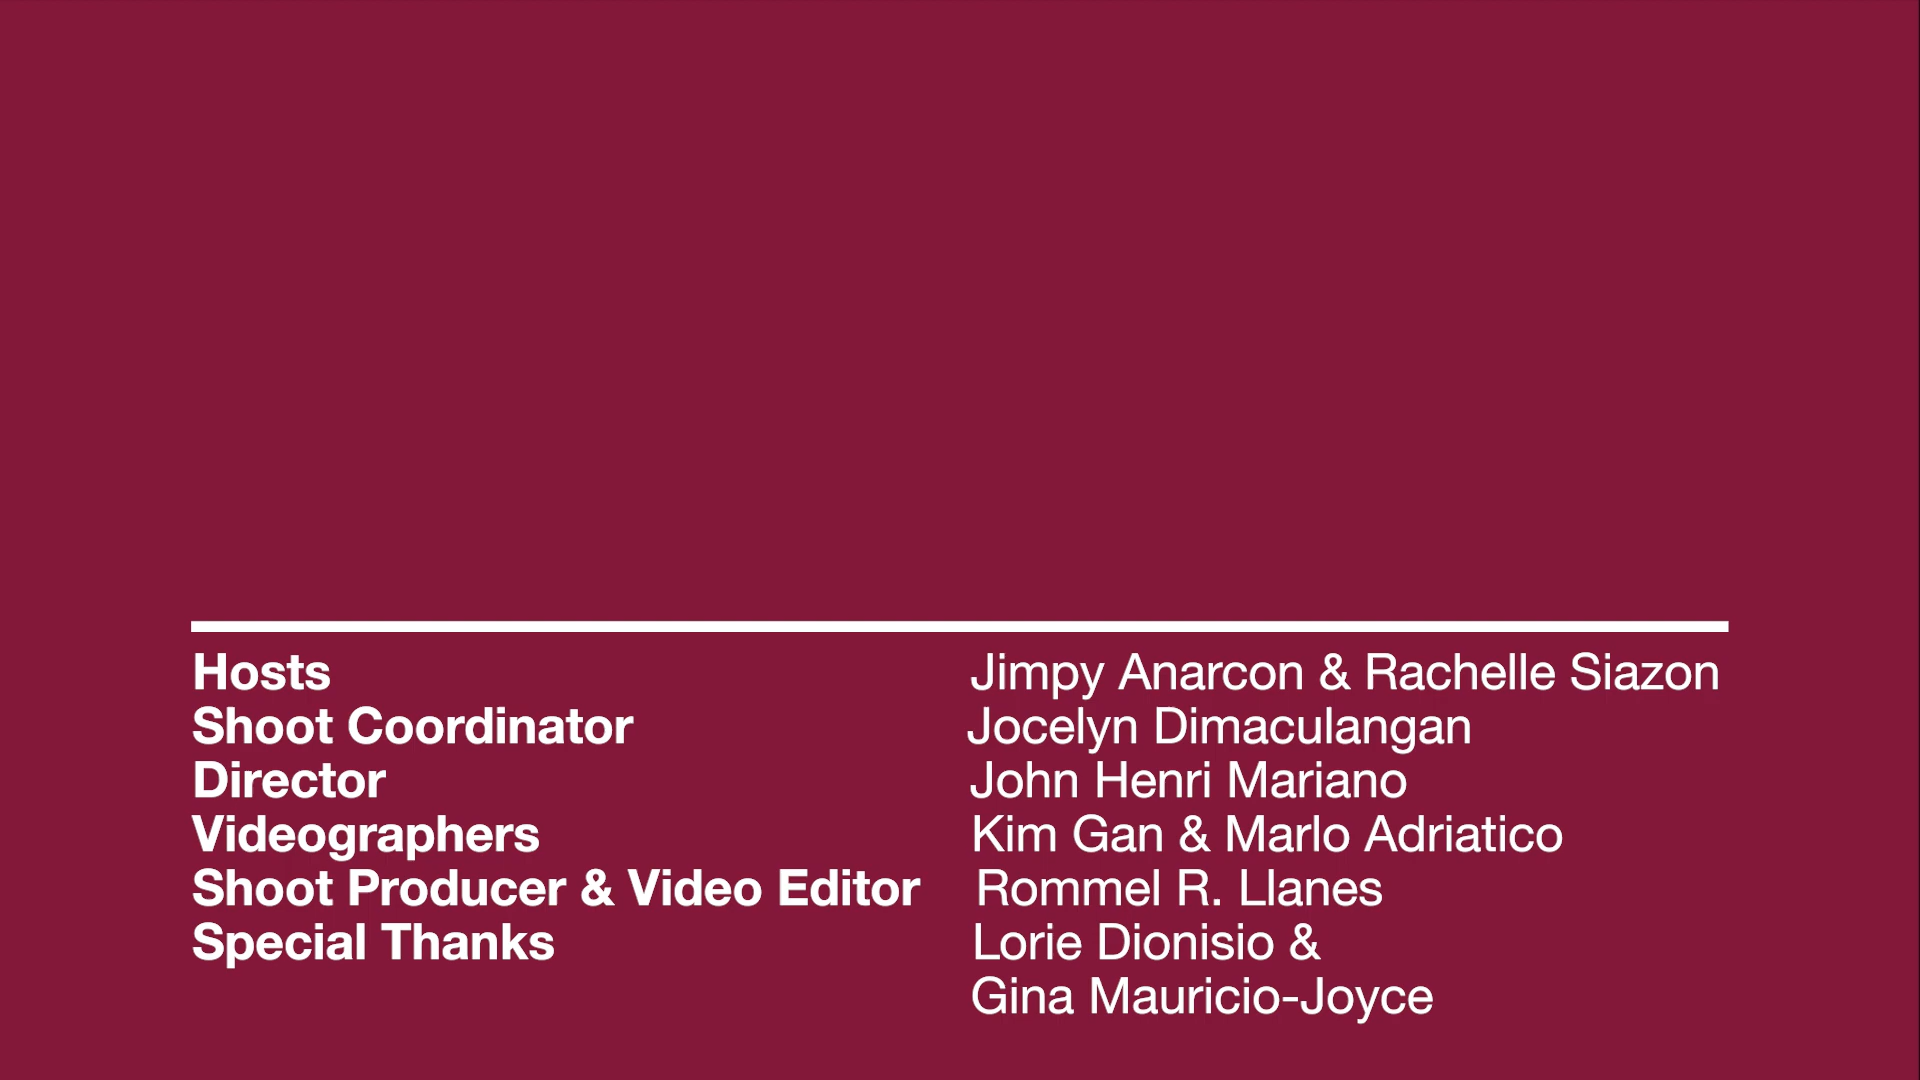 Hosts Jimpy Anarcon & Rachelle Siazon
Shoot Coordinator Jocelyn Dimaculangan
Director John Henri Mariano
Videographers Kim Gan & Marlo Adriatico
Shoot Producer & Video Editor Rommel R. Llanes
Special Thanks Lorie Dionisio &
Gina Mauricio-Joyce